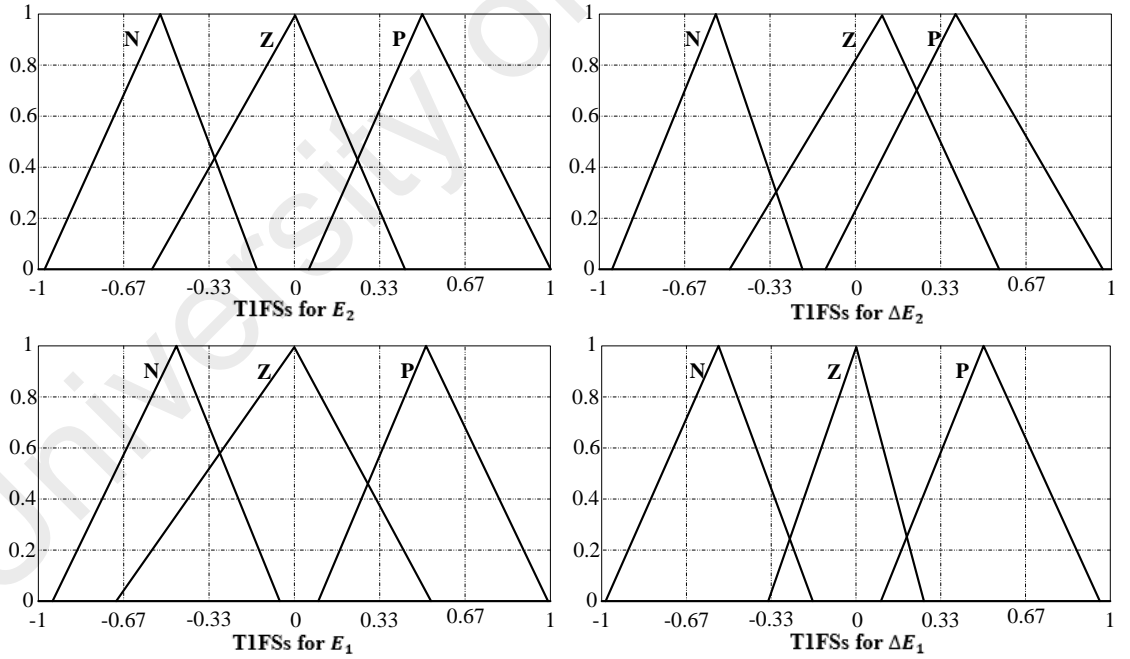 1
N
Z
P
0.8
0.6
0.4
0.2
0
-1 -0.67 -0.33 0 0.33 0.67 1
T1FSs for E₂
1
N
Z
P
0.8
0.6
0.4
0.2
0
-1 -0.67 -0.33 0 0.33 0.67 1
T1FSs for ΔE₂
1
N
Z
P
0.8
0.6
0.4
0.2
0
-1 -0.67 -0.33 0 0.33 0.67 1
T1FSs for E₁
1
N
Z
P
0.8
0.6
0.4
0.2
0
-1 -0.67 -0.33 0 0.33 0.67 1
T1FSs for ΔE₁
University of